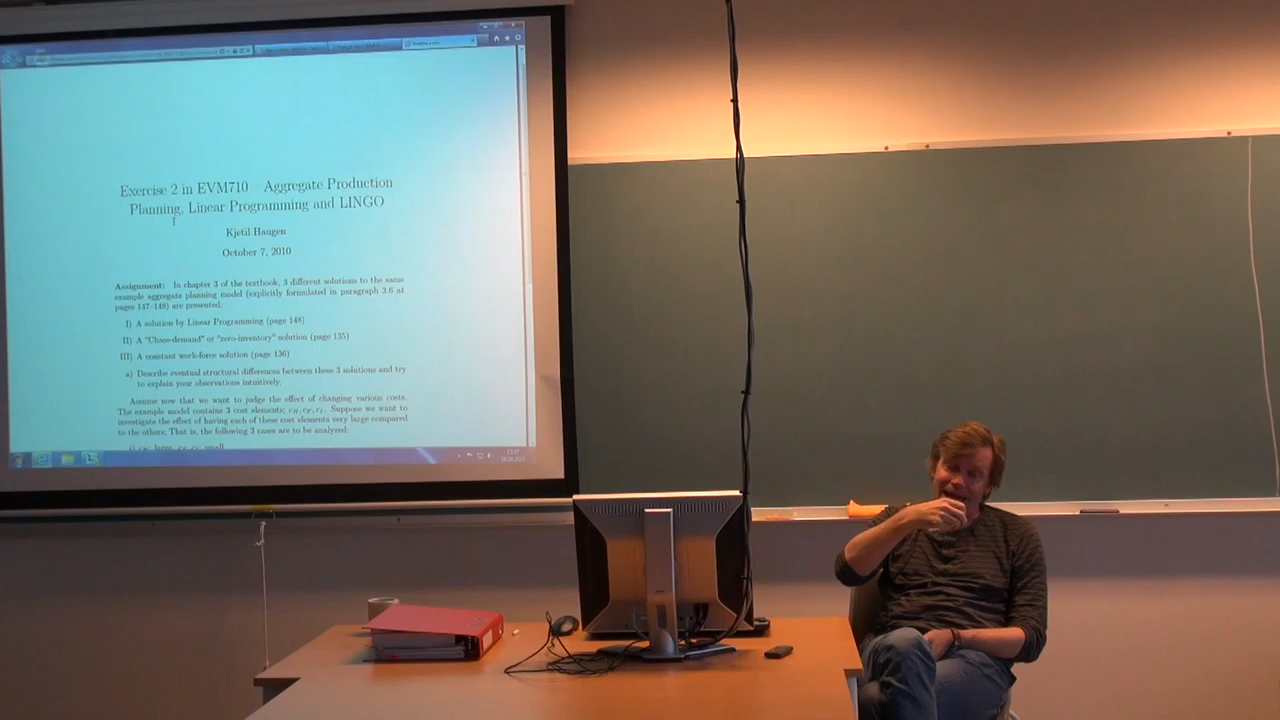 Exercise 2 in EVM710 – Aggregate Production
Planning, Linear Programming and LINGO
Kjetil Haugen
October 7, 2010
Assignment: In chapter 3 of the textbook, 3 different solutions to the same
example aggregate planning model (explicitly formulated in paragraph 3.6 at
pages 147–148) are presented:
I) A solution by Linear Programming (page 148)
II) A "Chase-demand" or "zero-inventory" solution (page 135)
III) A constant work-force solution (page 136)
a) Describe eventual structural differences between these 3 solutions and try
to explain your observations intuitively.
Assume now that we want to judge the effect of changing various costs.
The example model contains 3 cost elements; cH, cF, cI. Suppose we want to
investigate the effect of having each of these cost elements very large compared
to the others; That is, the following 3 cases are to be analyzed: